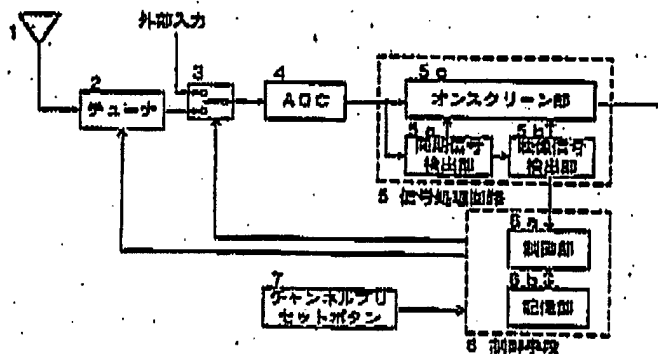 1
外部入力
2
チューナ
3
4
AGC
5c
オンスクリーン部
5a
同期信号
検出部
5b
映像信号
検出部
5 信号処理回路
6a
制御部
6b
記憶部
6 制御手段
7
チャンネルプリ
セットボタン